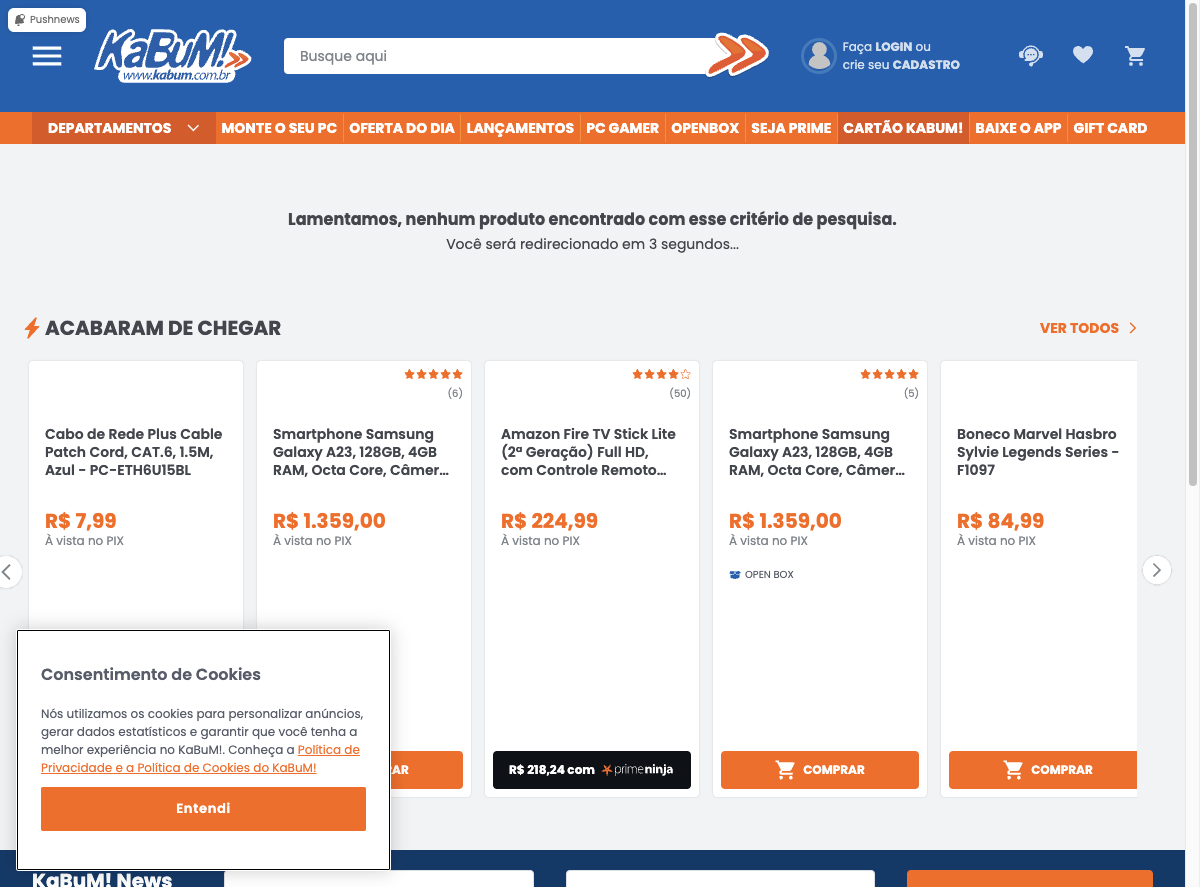 Pushnews
KaBuM!
www.kabum.com.br
Busque aqui
Faça LOGIN ou
crie seu CADASTRO
DEPARTAMENTOS
MONTE O SEU PC
OFERTA DO DIA
LANÇAMENTOS
PC GAMER
OPENBOX
SEJA PRIME
CARTÃO KABUM!
BAIXE O APP
GIFT CARD
Lamentamos, nenhum produto encontrado com esse critério de pesquisa.
Você será redirecionado em 3 segundos...
ACABARAM DE CHEGAR
VER TODOS
Cabo de Rede Plus Cable
Patch Cord, CAT.6, 1.5M,
Azul - PC-ETH6U15BL
R$ 7,99
À vista no PIX
(6)
Smartphone Samsung
Galaxy A23, 128GB, 4GB
RAM, Octa Core, Câmer...
R$ 1.359,00
À vista no PIX
AR
(50)
Amazon Fire TV Stick Lite
(2ª Geração) Full HD,
com Controle Remoto...
R$ 224,99
À vista no PIX
R$ 218,24 com primeninja
(5)
Smartphone Samsung
Galaxy A23, 128GB, 4GB
RAM, Octa Core, Câmer...
R$ 1.359,00
À vista no PIX
OPEN BOX
COMPRAR
Boneco Marvel Hasbro
Sylvie Legends Series -
F1097
R$ 84,99
À vista no PIX
COMPRAR
Consentimento de Cookies
Nós utilizamos os cookies para personalizar anúncios,
gerar dados estatísticos e garantir que você tenha a
melhor experiência no KaBuM!. Conheça a Política de
Privacidade e a Política de Cookies do KaBuM!
Entendi
KaBuM! News